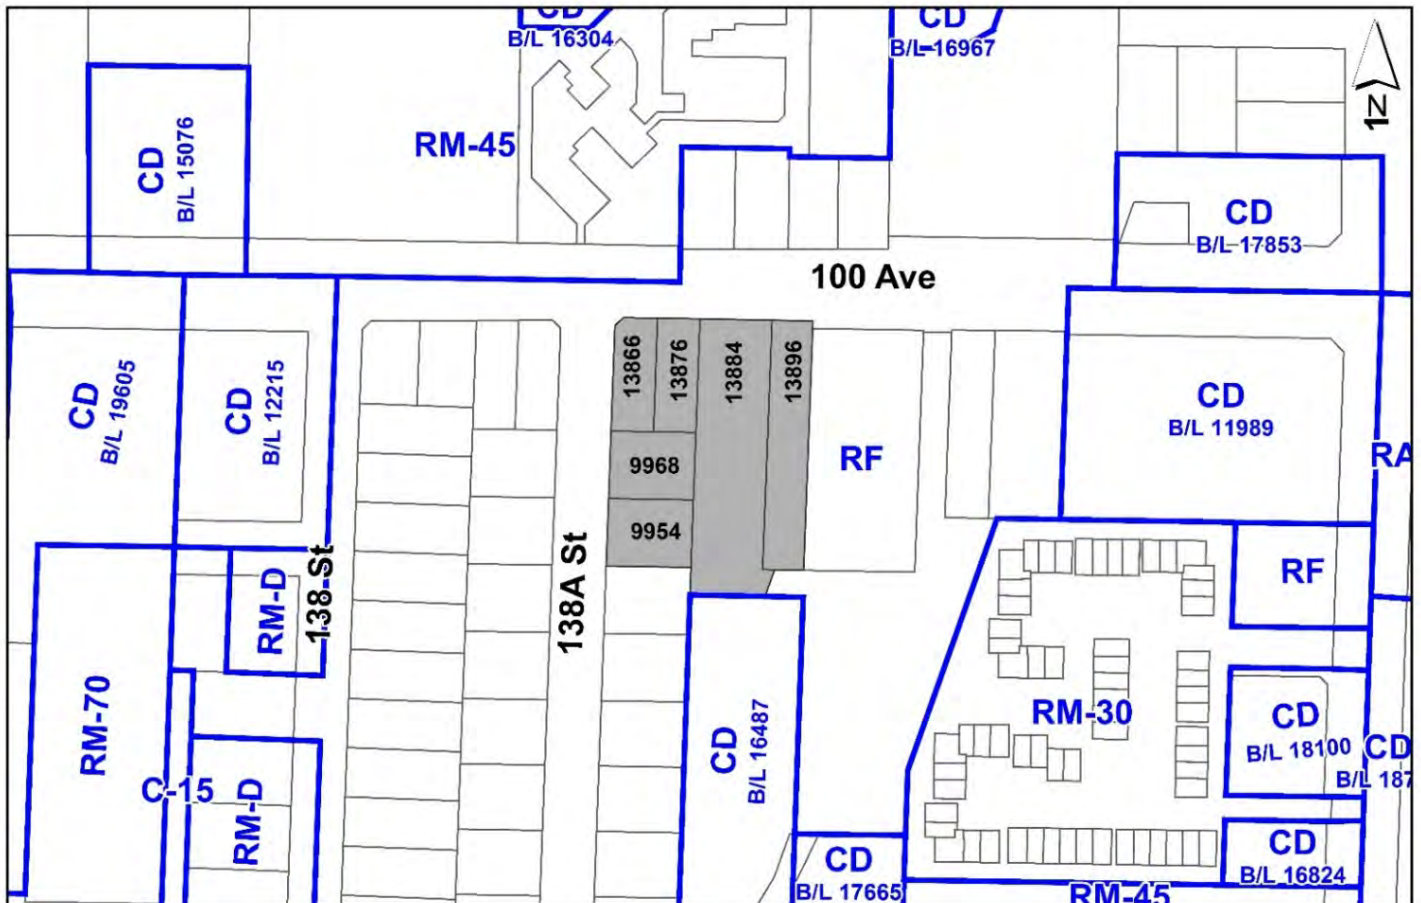 CD
B/L 16304
CD
B/L 16967
N
RM-45
CD
B/L 15076
CD
B/L 17853
100 Ave
CD
B/L 19605
CD
B/L 12215
13866
13876
13884
13896
CD
B/L 11989
RF
RA
9968
9954
RF
138 St
138A St
RM-D
RM-70
RM-30
CD
B/L 16487
CD
B/L 18100
CD
B/L 187
C-15
RM-D
CD
B/L 17665
CD
B/L 16824
RM-45